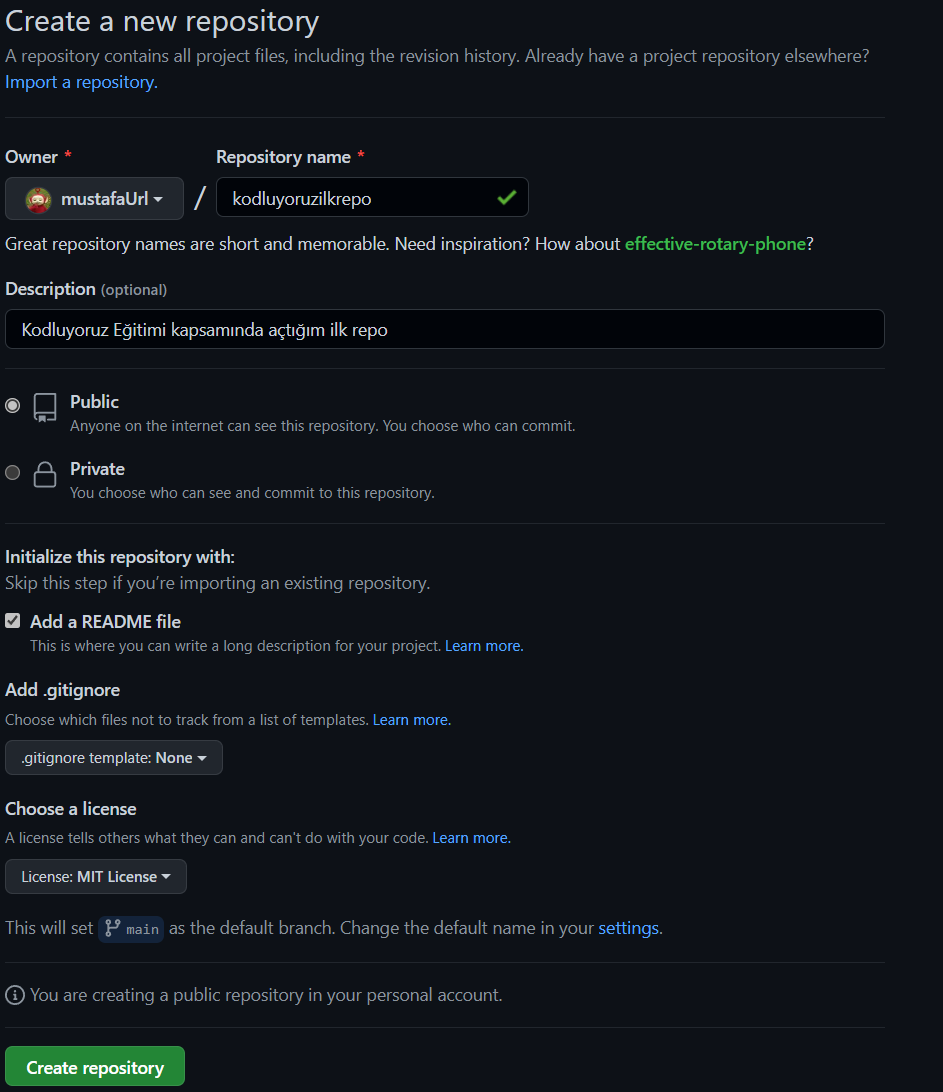 Create a new repository
A repository contains all project files, including the revision history. Already have a project repository elsewhere?
Import a repository.
Owner *
Repository name *
mustafaUrl
/
kodluyoruzilkrepo
Great repository names are short and memorable. Need inspiration? How about effective-rotary-phone?
Description (optional)
Kodluyoruz Eğitimi kapsamında açtığım ilk repo
Public
Anyone on the internet can see this repository. You choose who can commit.
Private
You choose who can see and commit to this repository.
Initialize this repository with:
Skip this step if you're importing an existing repository.
Add a README file
This is where you can write a long description for your project. Learn more.
Add .gitignore
Choose which files not to track from a list of templates. Learn more.
.gitignore template: None
Choose a license
A license tells others what they can and can't do with your code. Learn more.
License: MIT License
This will set main as the default branch. Change the default name in your settings.
You are creating a public repository in your personal account.
Create repository